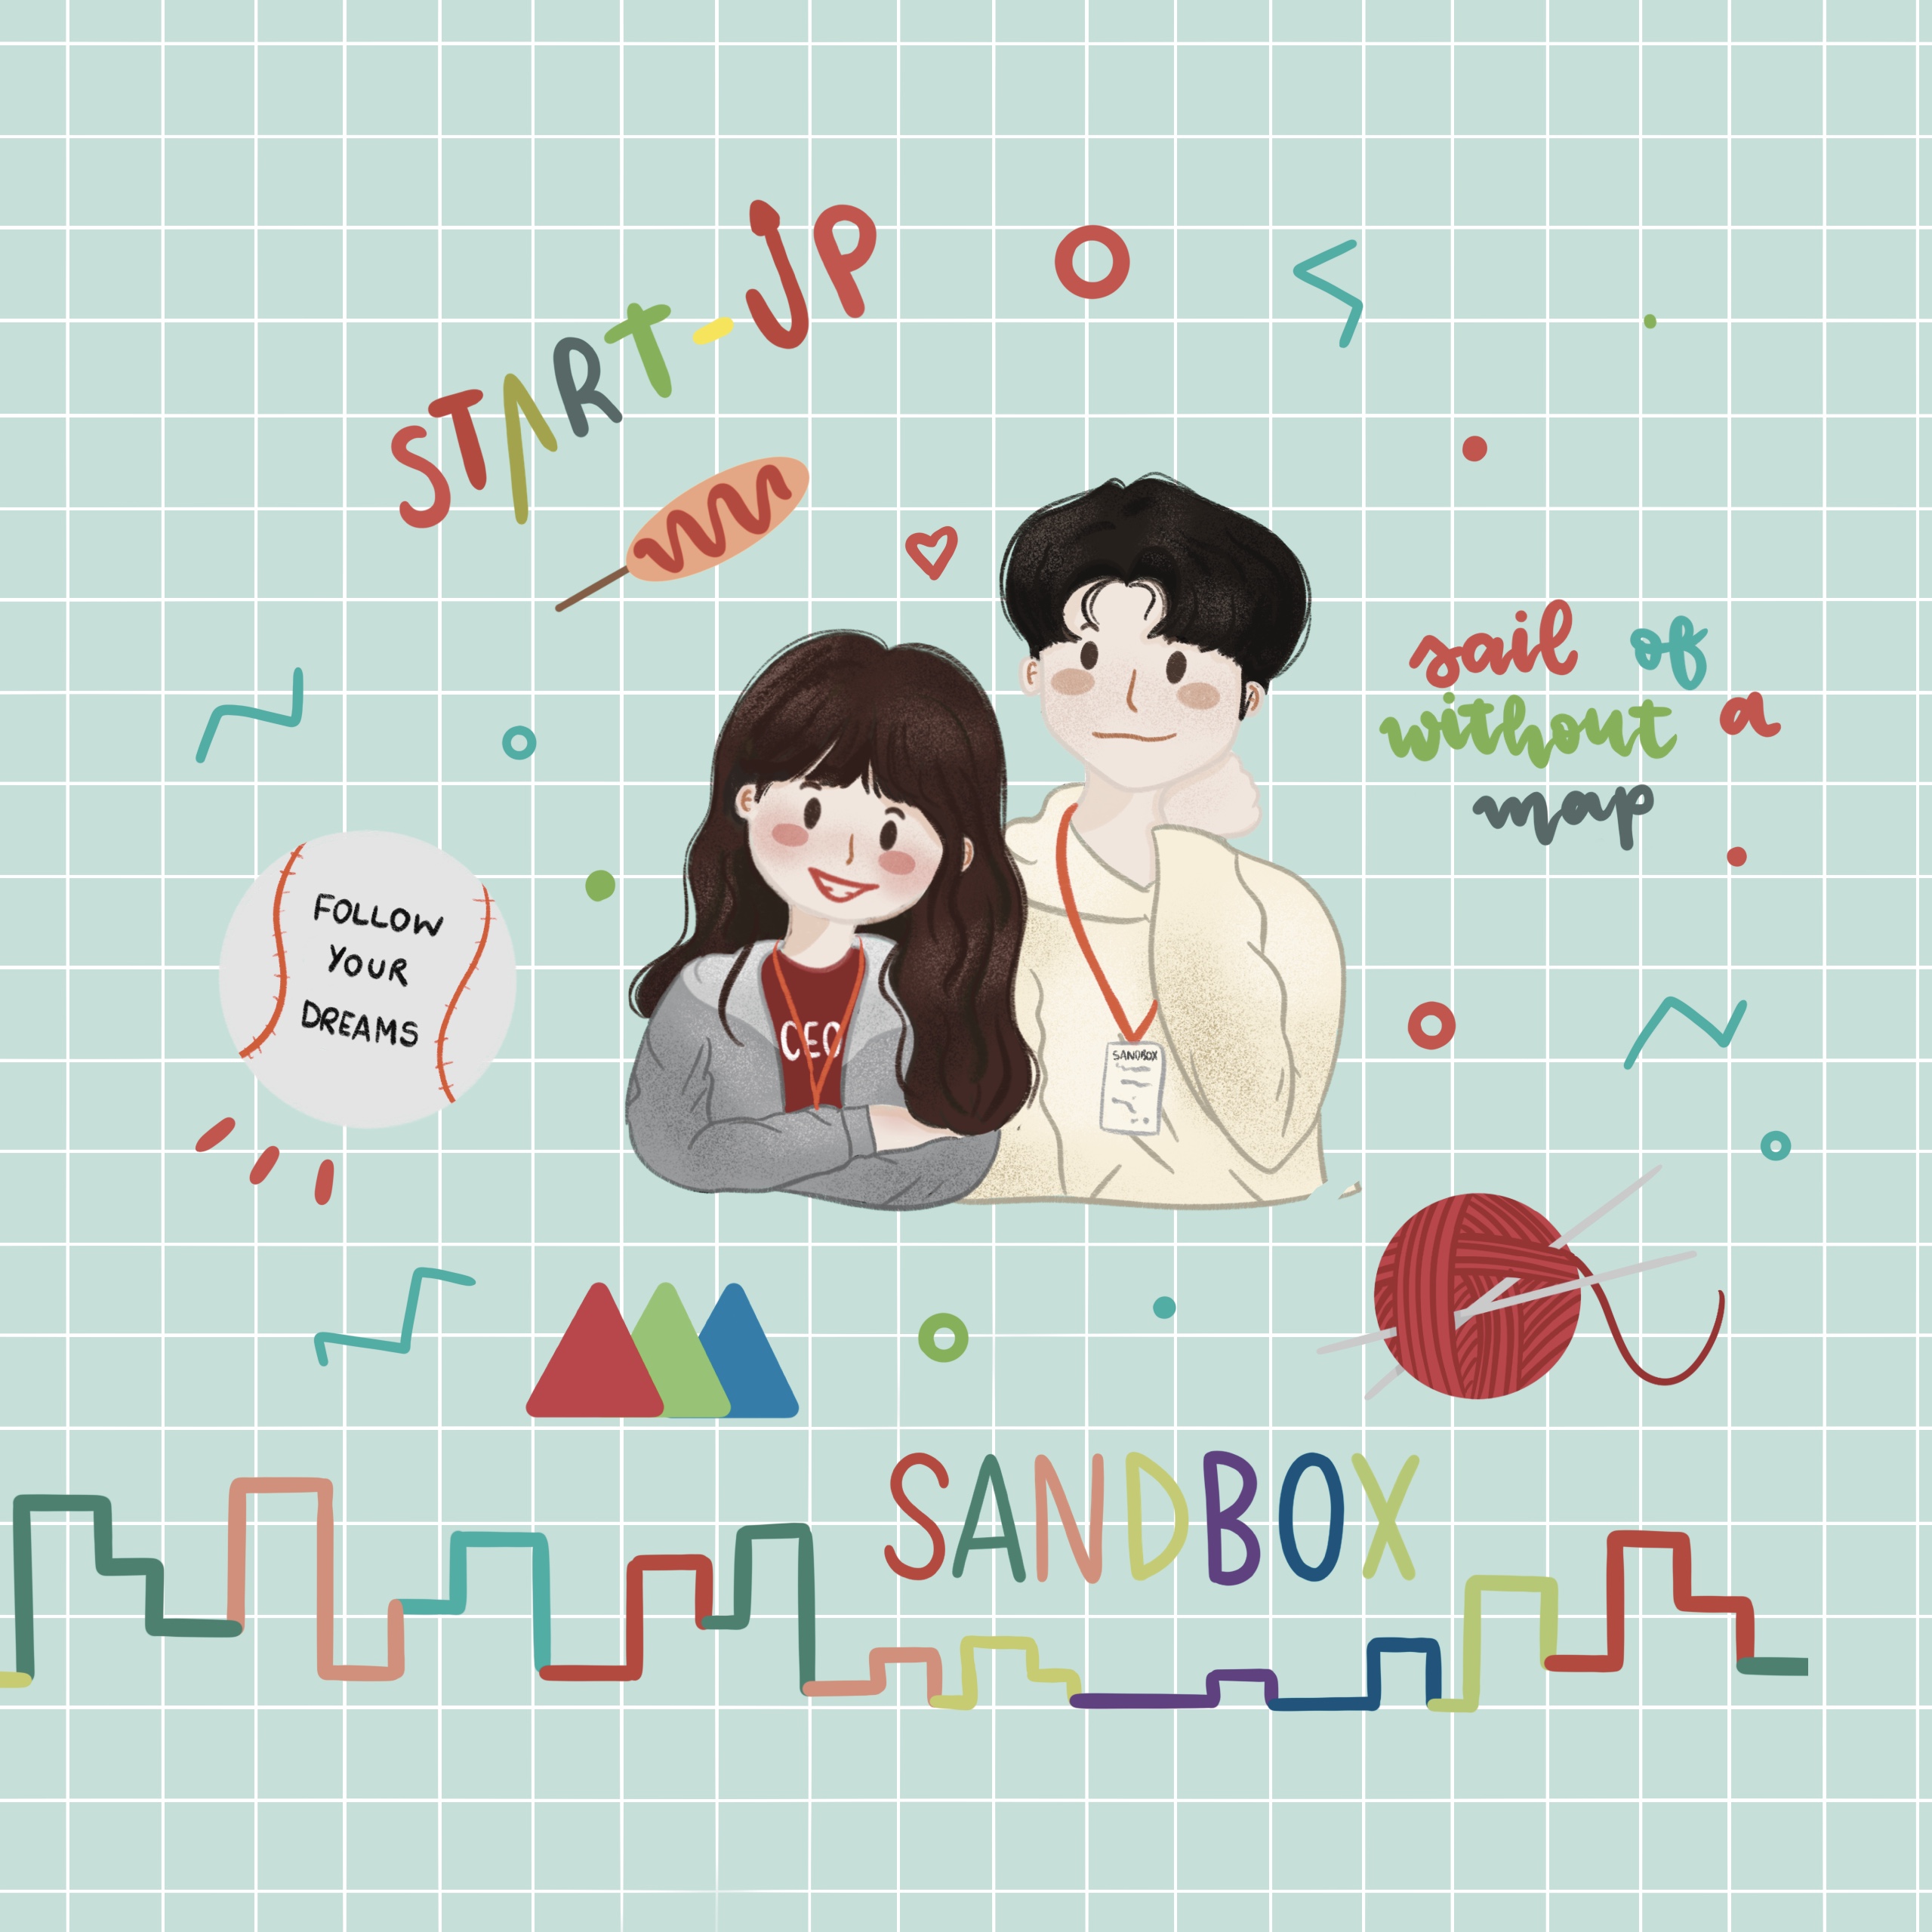 START-UP
sail of
without a
map
FOLLOW
YOUR
DREAMS
CEO
SANDBOX
SANDBOX